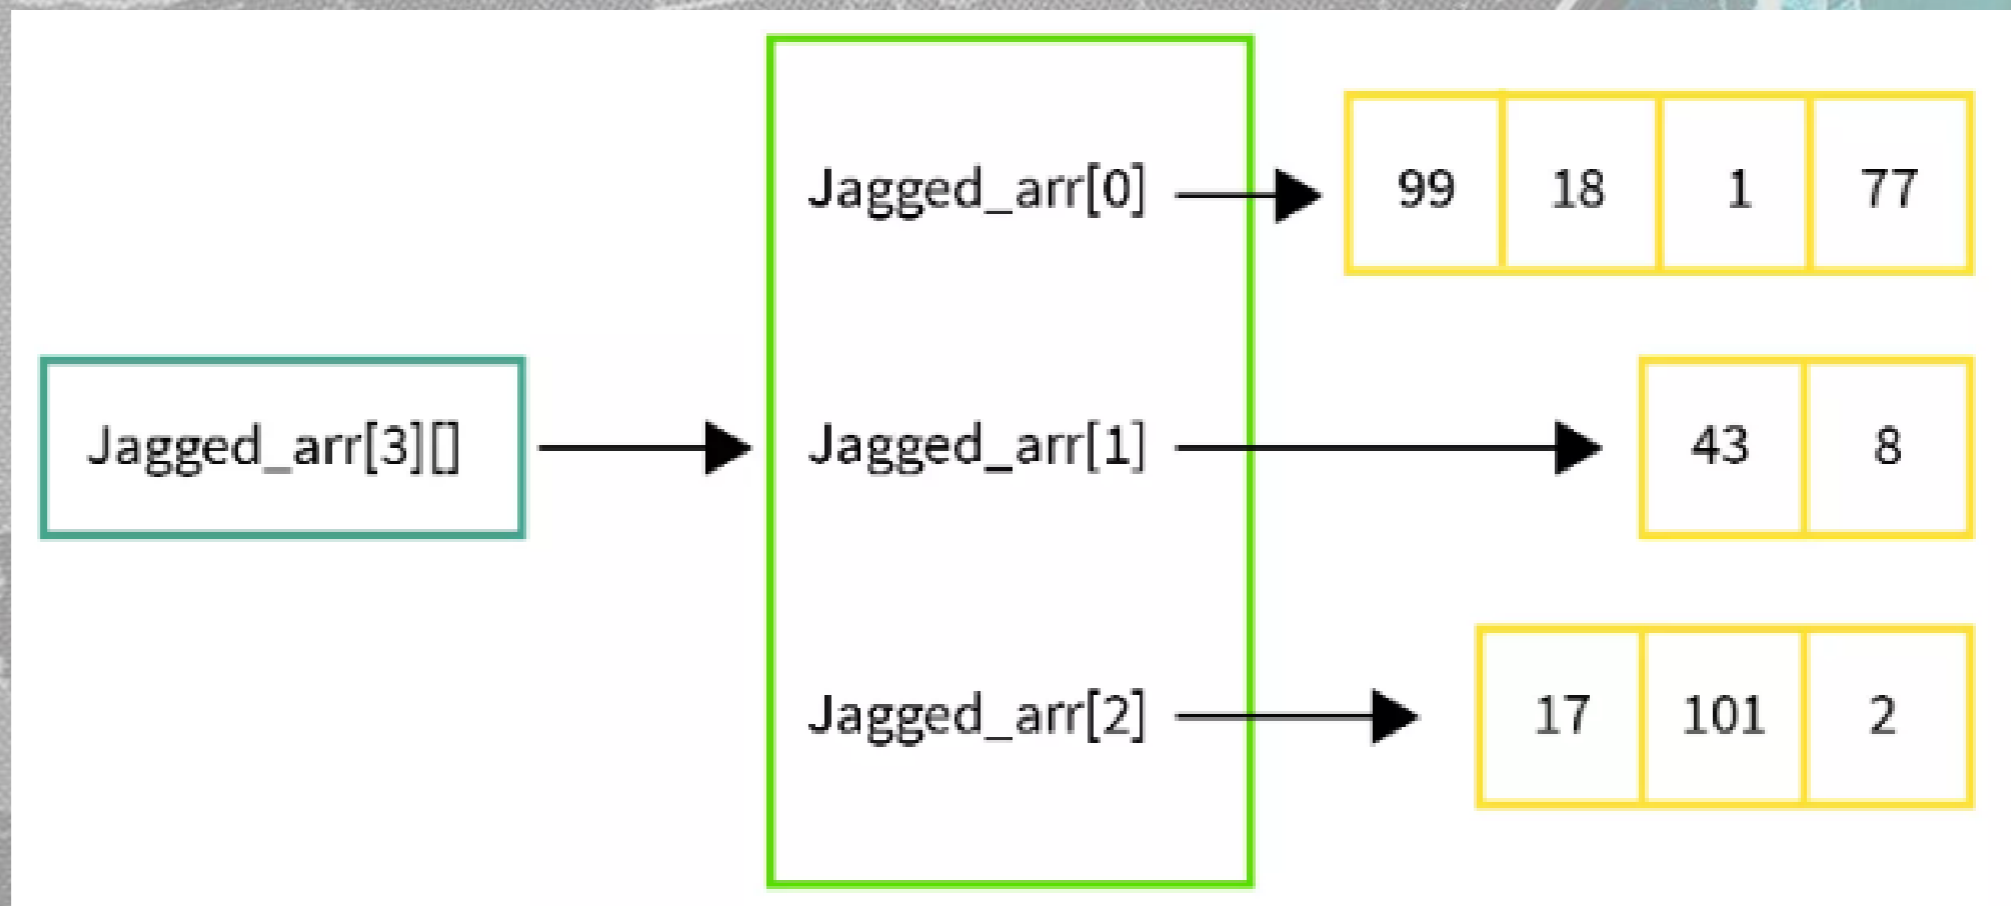 Jagged_arr[0] 99 18 1 77
Jagged_arr[3][] Jagged_arr[1] 43 8
Jagged_arr[2] 17 101 2